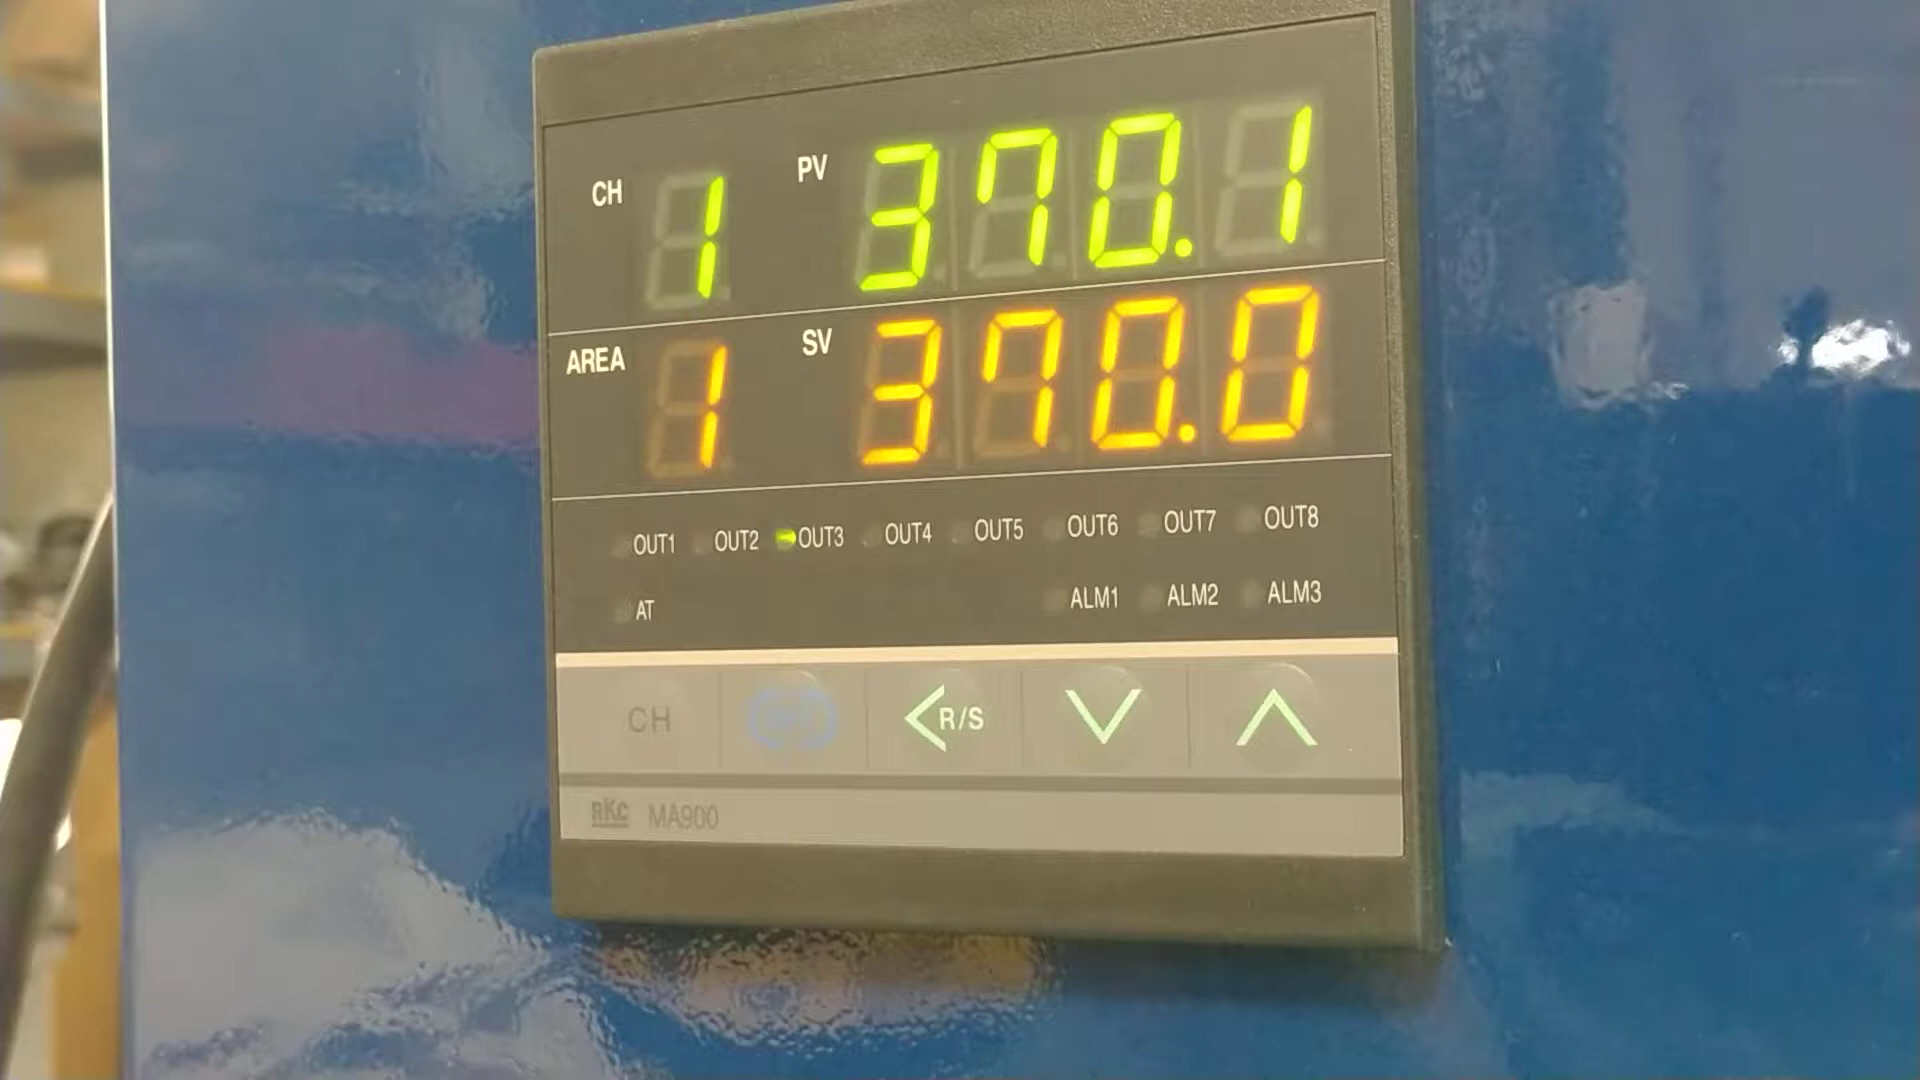 CH 1 PV 370.1
AREA 1 SV 370.0
OUT1 OUT2 OUT3 OUT4 OUT5 OUT6 OUT7 OUT8
AT ALM1 ALM2 ALM3
CH R/S
RKC MA900